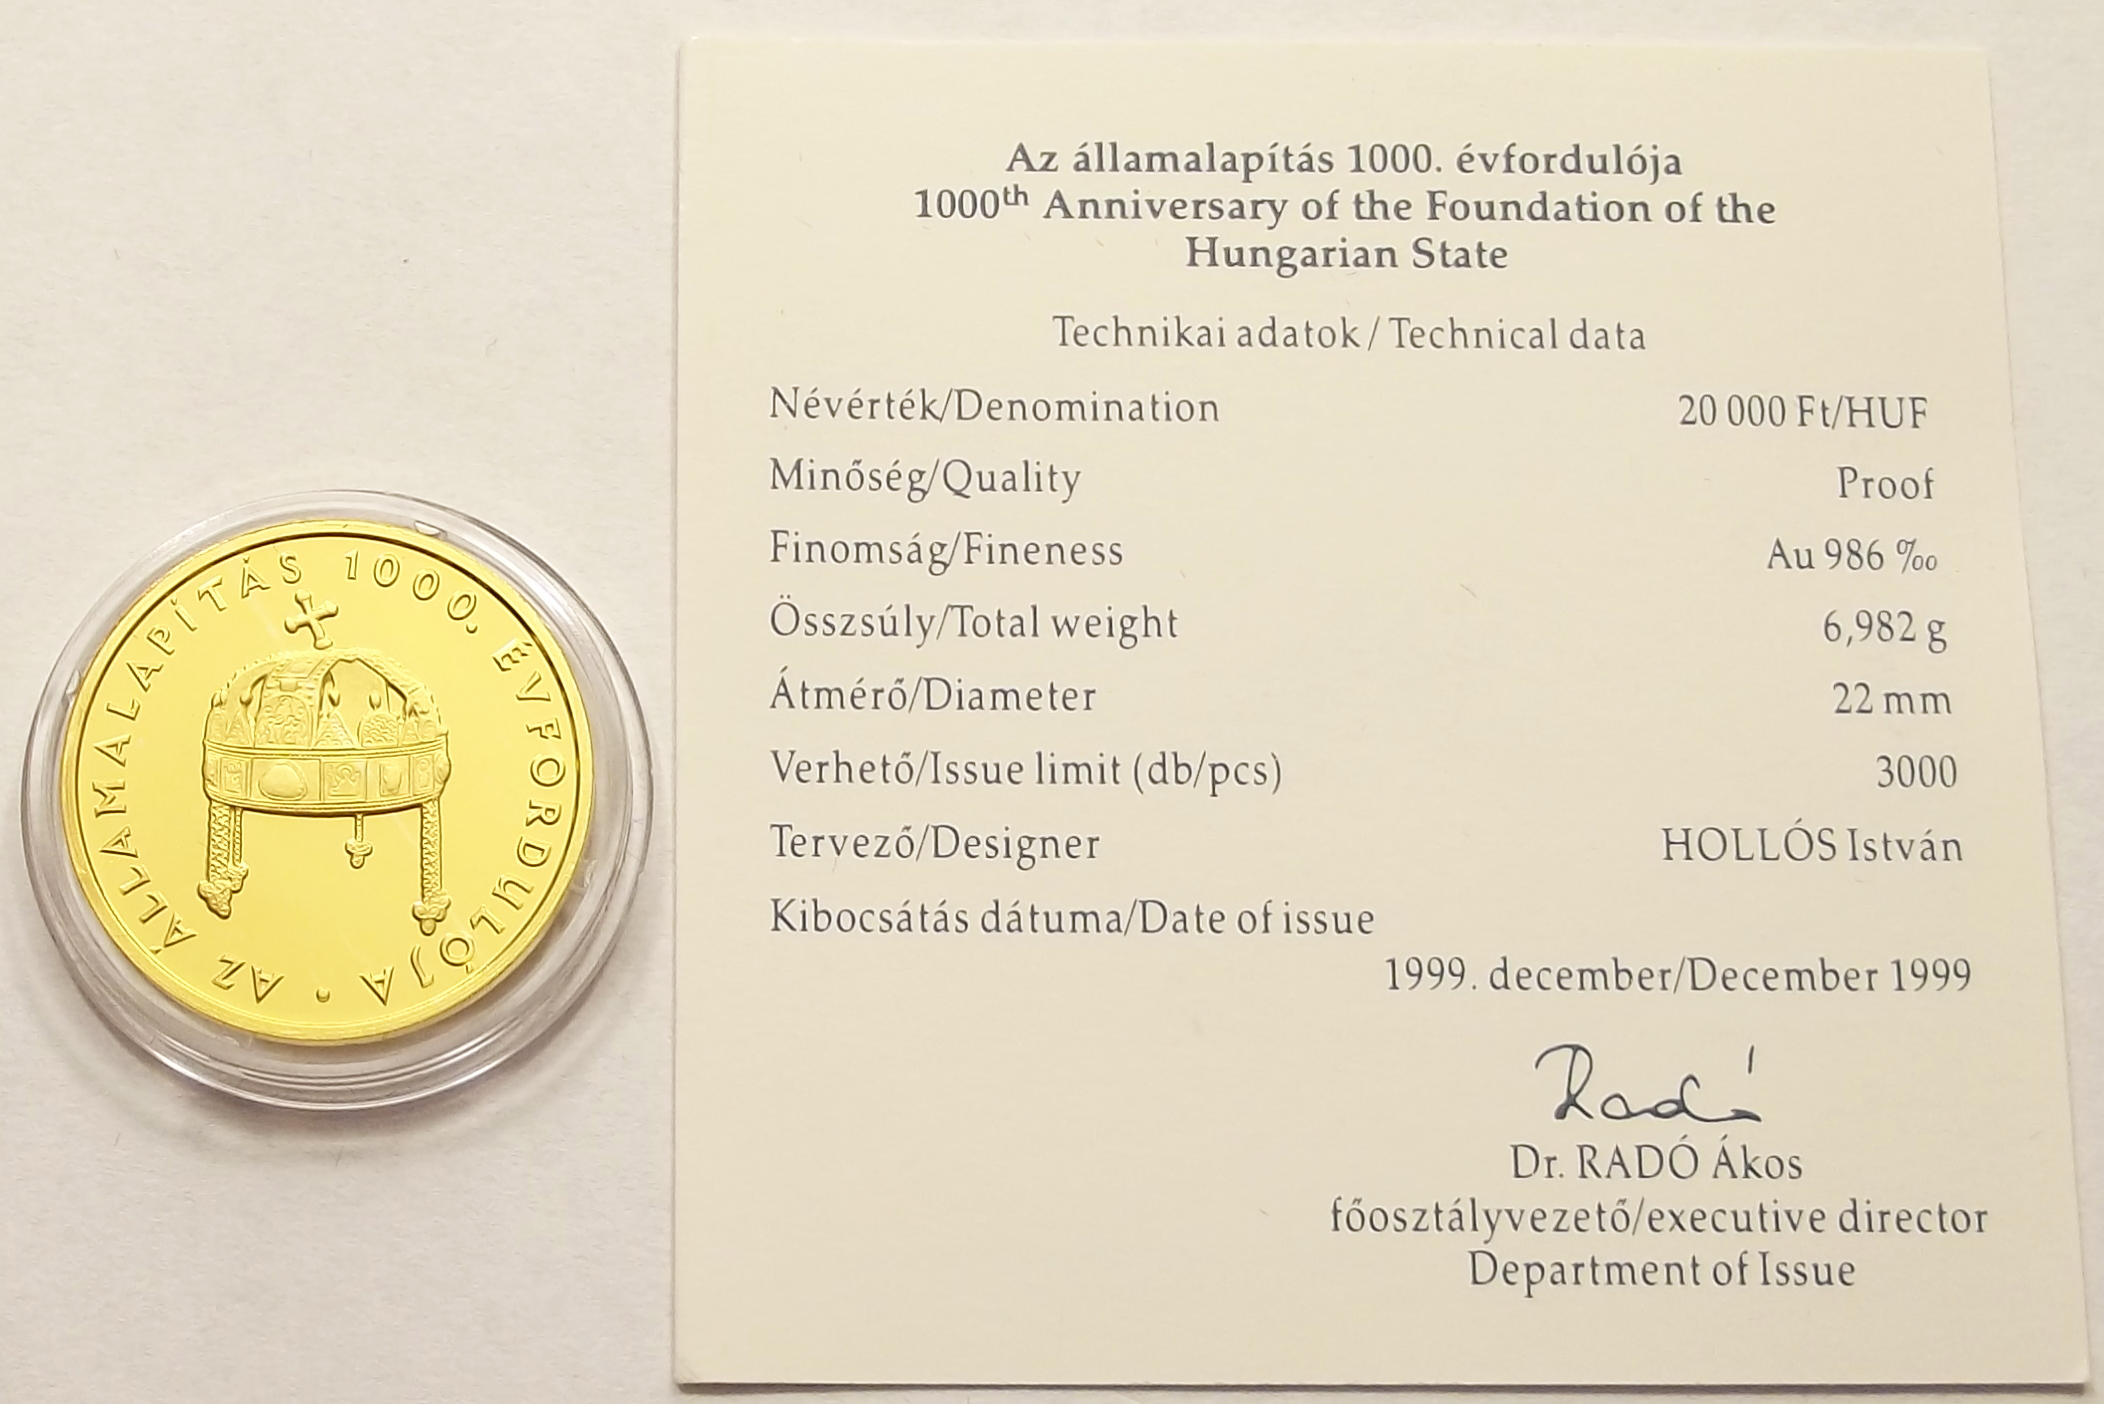 AZ ÁLLAMALAPÍTÁS 1000. ÉVFORDULÓJA •
Az államalapítás 1000. évfordulója
1000th Anniversary of the Foundation of the
Hungarian State
Technikai adatok / Technical data
Névérték/Denomination 20 000 Ft/HUF
Minőség/Quality Proof
Finomság/Fineness Au 986 ‰
Összsúly/Total weight 6,982 g
Átmérő/Diameter 22 mm
Verhető/Issue limit (db/pcs) 3000
Tervező/Designer HOLLÓS István
Kibocsátás dátuma/Date of issue
1999. december/December 1999
Radó
Dr. RADÓ Ákos
főosztályvezető/executive director
Department of Issue